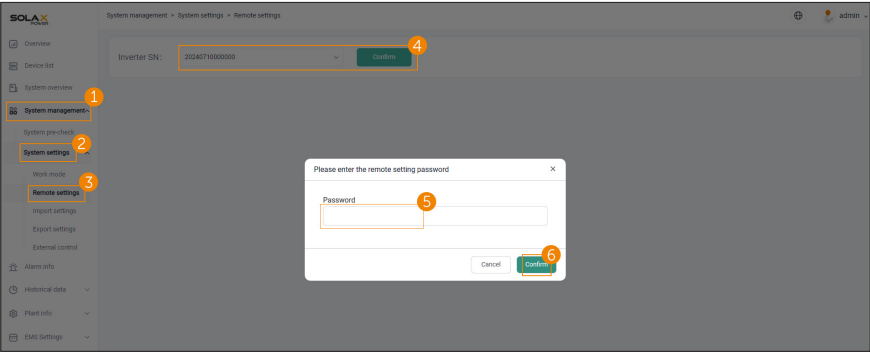 SOLAX
POWER
System management > System settings > Remote settings
admin
Overview
Device list
System overview
1
System management
System pre-check
2
System settings
Work mode
3
Remote settings
Import settings
Export settings
External control
Alarm info
Historical data
Plant info
EMS Settings
Inverter SN:
20240710000000
Confirm
4
Please enter the remote setting password
×
Password
5
Cancel
Confirm
6